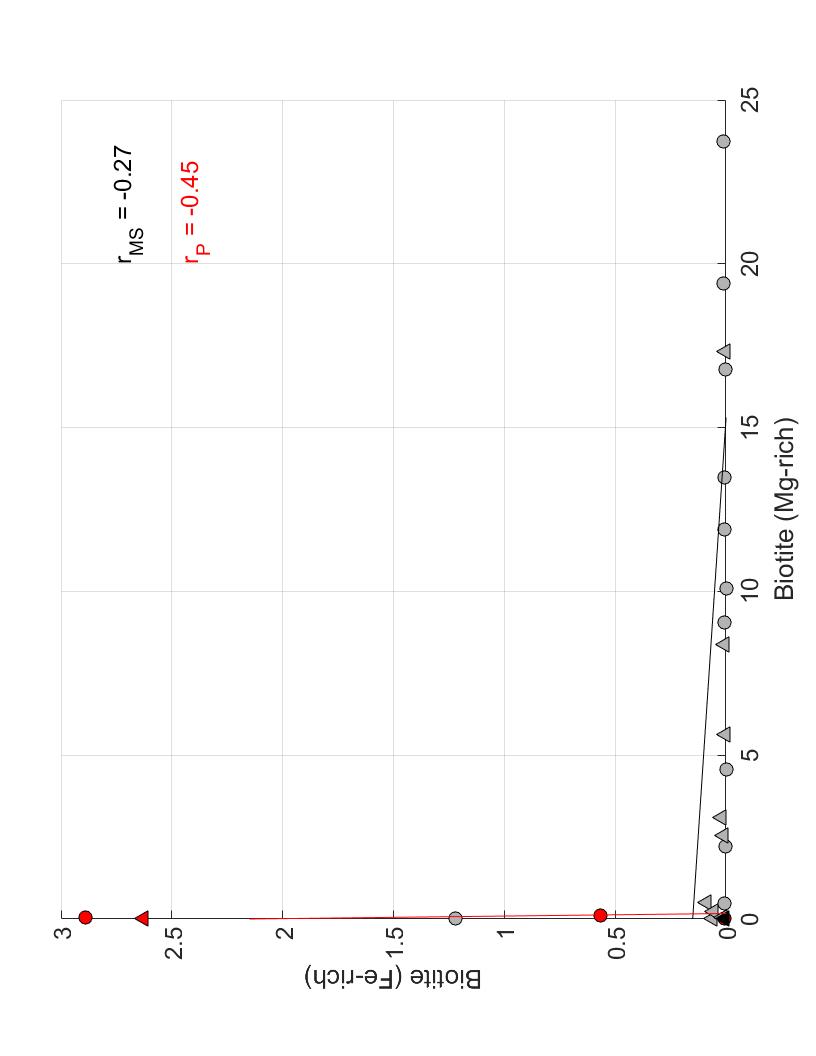 3
2.5
2
1.5
1
0.5
0
r_MS = -0.27
r_P = -0.45
Biotite (Fe-rich)
0 5 10 15 20 25
Biotite (Mg-rich)